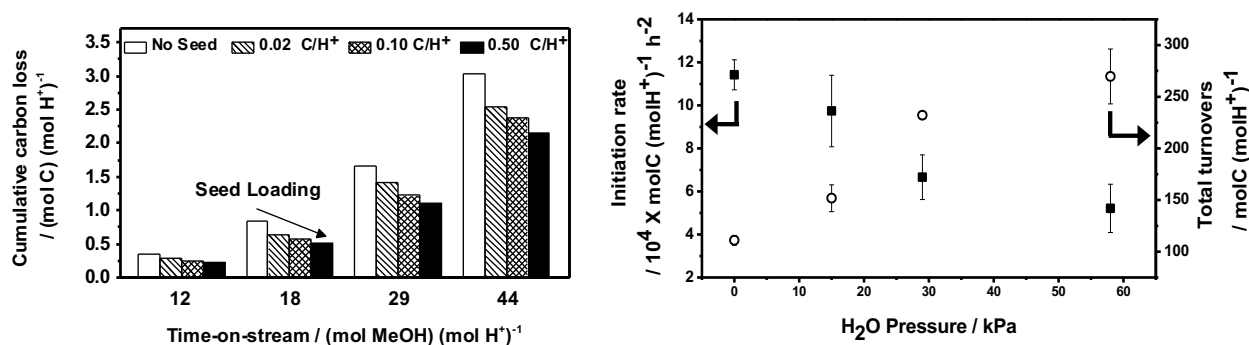 Cumulative carbon loss
/ (mol C) (mol H⁺)⁻¹
3.5
3.0
2.5
2.0
1.5
1.0
0.5
0.0
No Seed 0.02 C/H⁺ 0.10 C/H⁺ 0.50 C/H⁺
Seed Loading
12 18 29 44
Time-on-stream / (mol MeOH) (mol H⁺)⁻¹
Initiation rate
/ 10⁴ X molC (molH⁺)⁻¹ h⁻²
14
12
10
8
6
4
2
0 10 20 30 40 50 60
H₂O Pressure / kPa
300
250
200
150
100
Total turnovers
/ molC (molH⁺)⁻¹